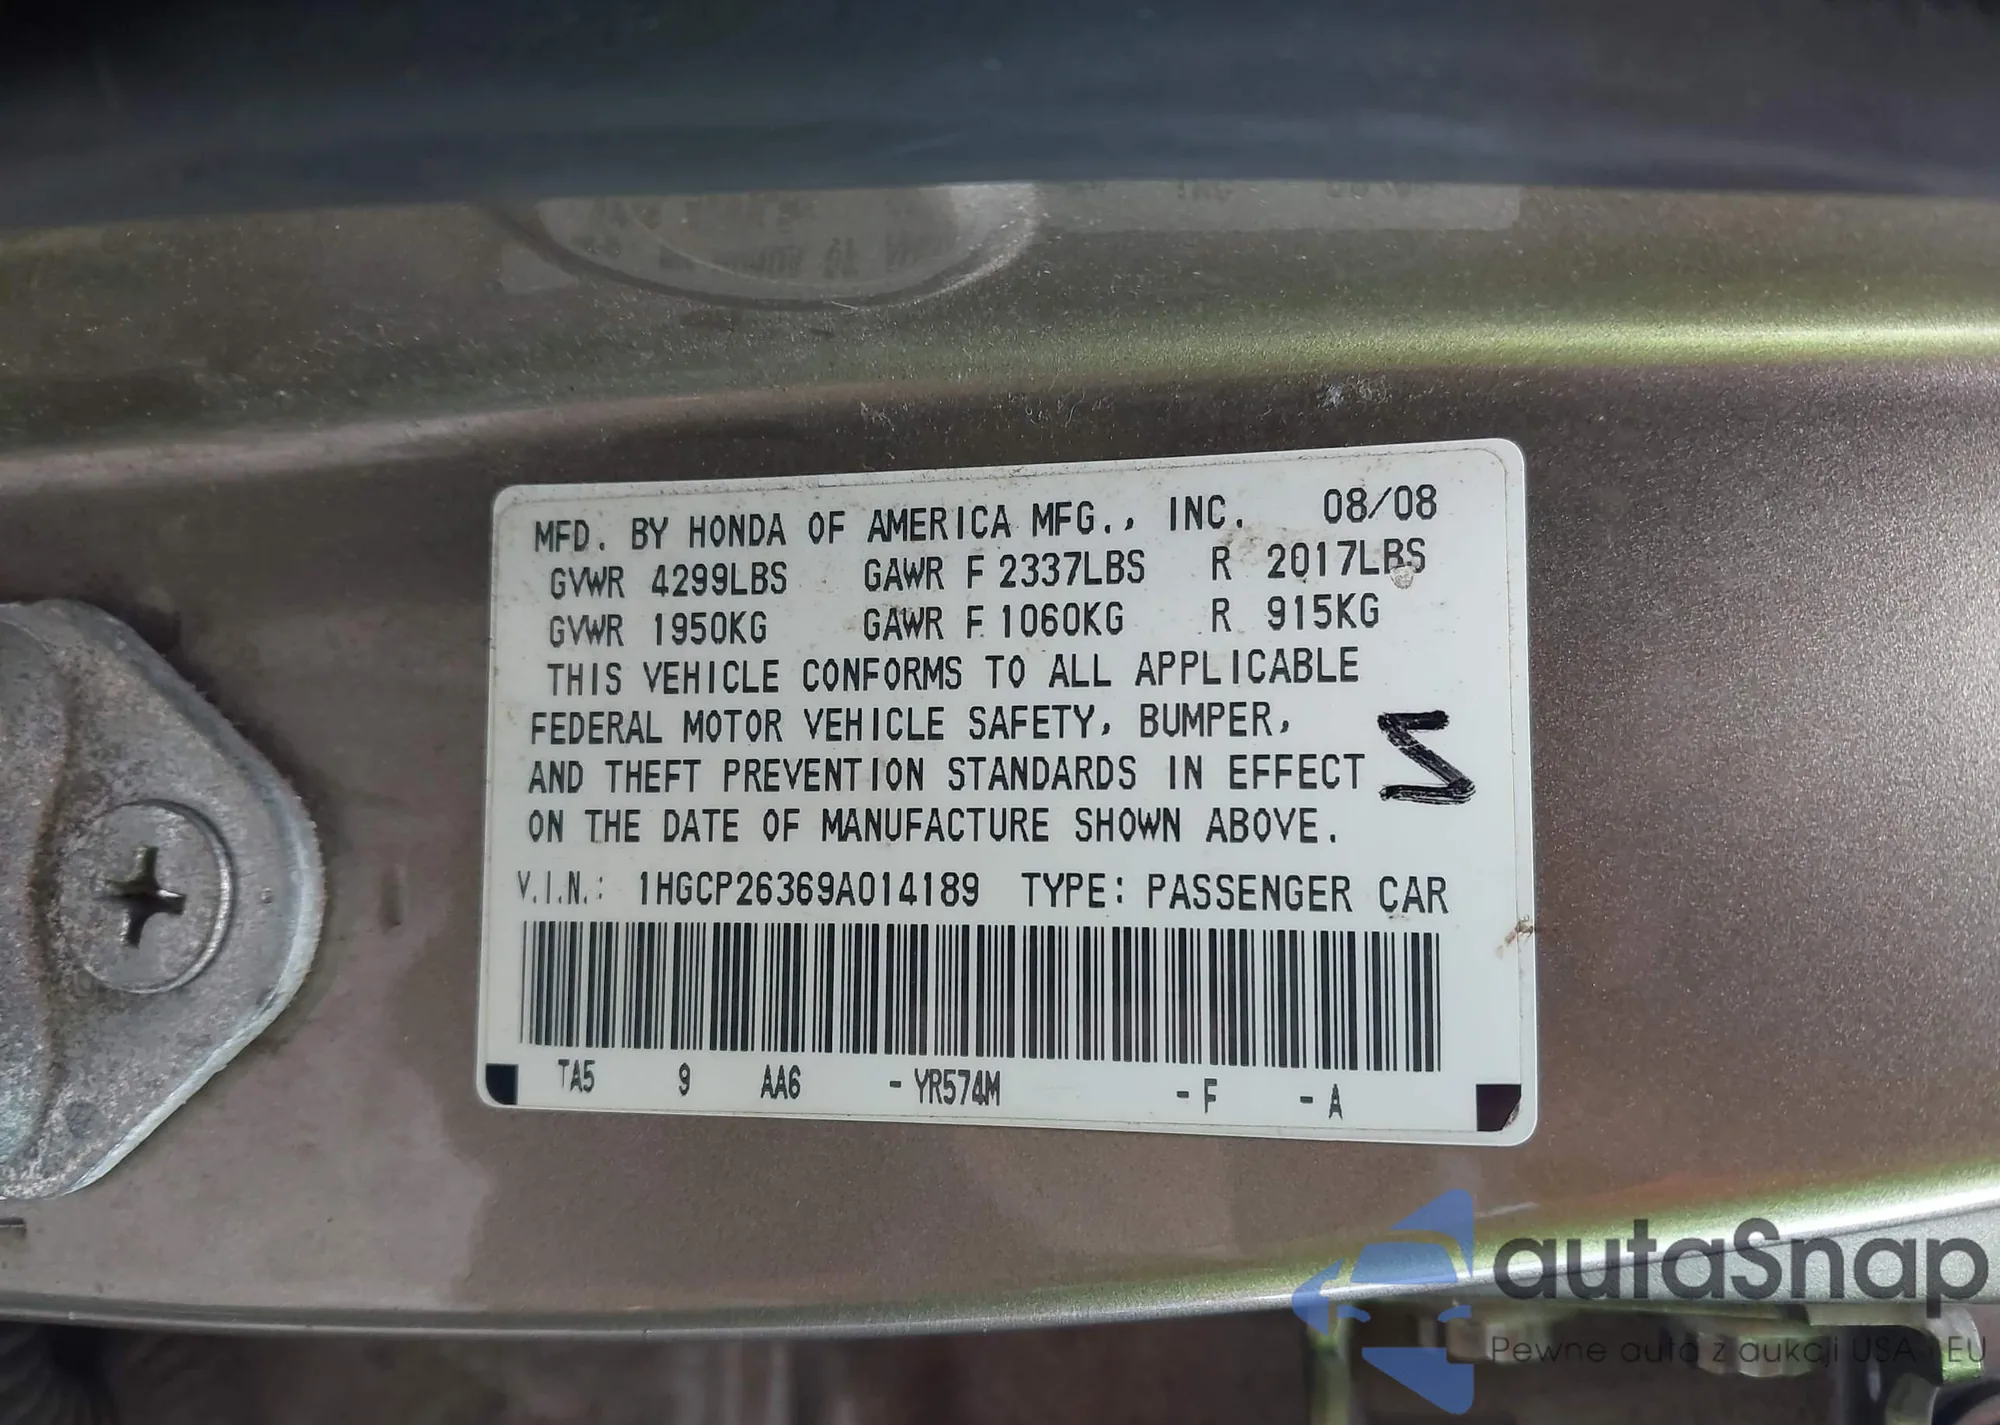 MFD. BY HONDA OF AMERICA MFG., INC. 08/08
GVWR 4299LBS GAWR F 2337LBS R 2017LBS
GVWR 1950KG GAWR F 1060KG R 915KG
THIS VEHICLE CONFORMS TO ALL APPLICABLE
FEDERAL MOTOR VEHICLE SAFETY, BUMPER,
AND THEFT PREVENTION STANDARDS IN EFFECT
ON THE DATE OF MANUFACTURE SHOWN ABOVE.
V.I.N.: 1HGCP26369A014189 TYPE: PASSENGER CAR
TA5 9 AA6 - YR574M - F - A
autaSnap
Pewne auta z aukcji USA i EU